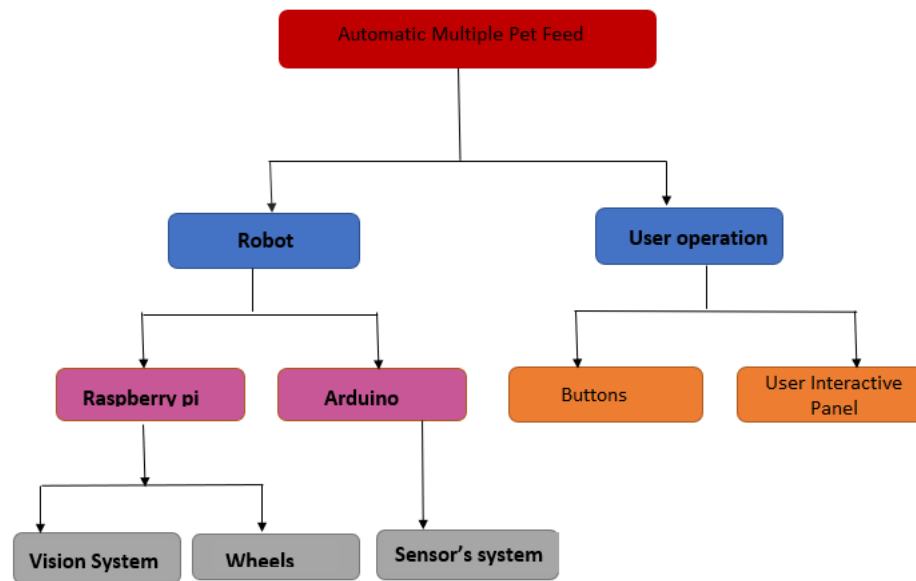 Automatic Multiple Pet Feed
Robot
User operation
Raspberry pi
Arduino
Buttons
User Interactive
Panel
Vision System
Wheels
Sensor's system